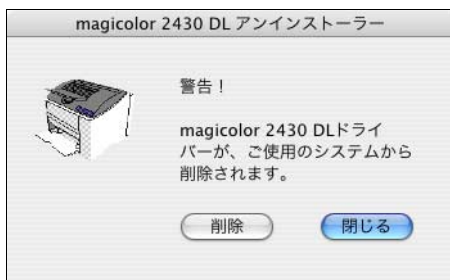 magicolor 2430 DL アンインストーラー
警告！
magicolor 2430 DLドライ
バーが、ご使用のシステムから
削除されます。
削除
閉じる